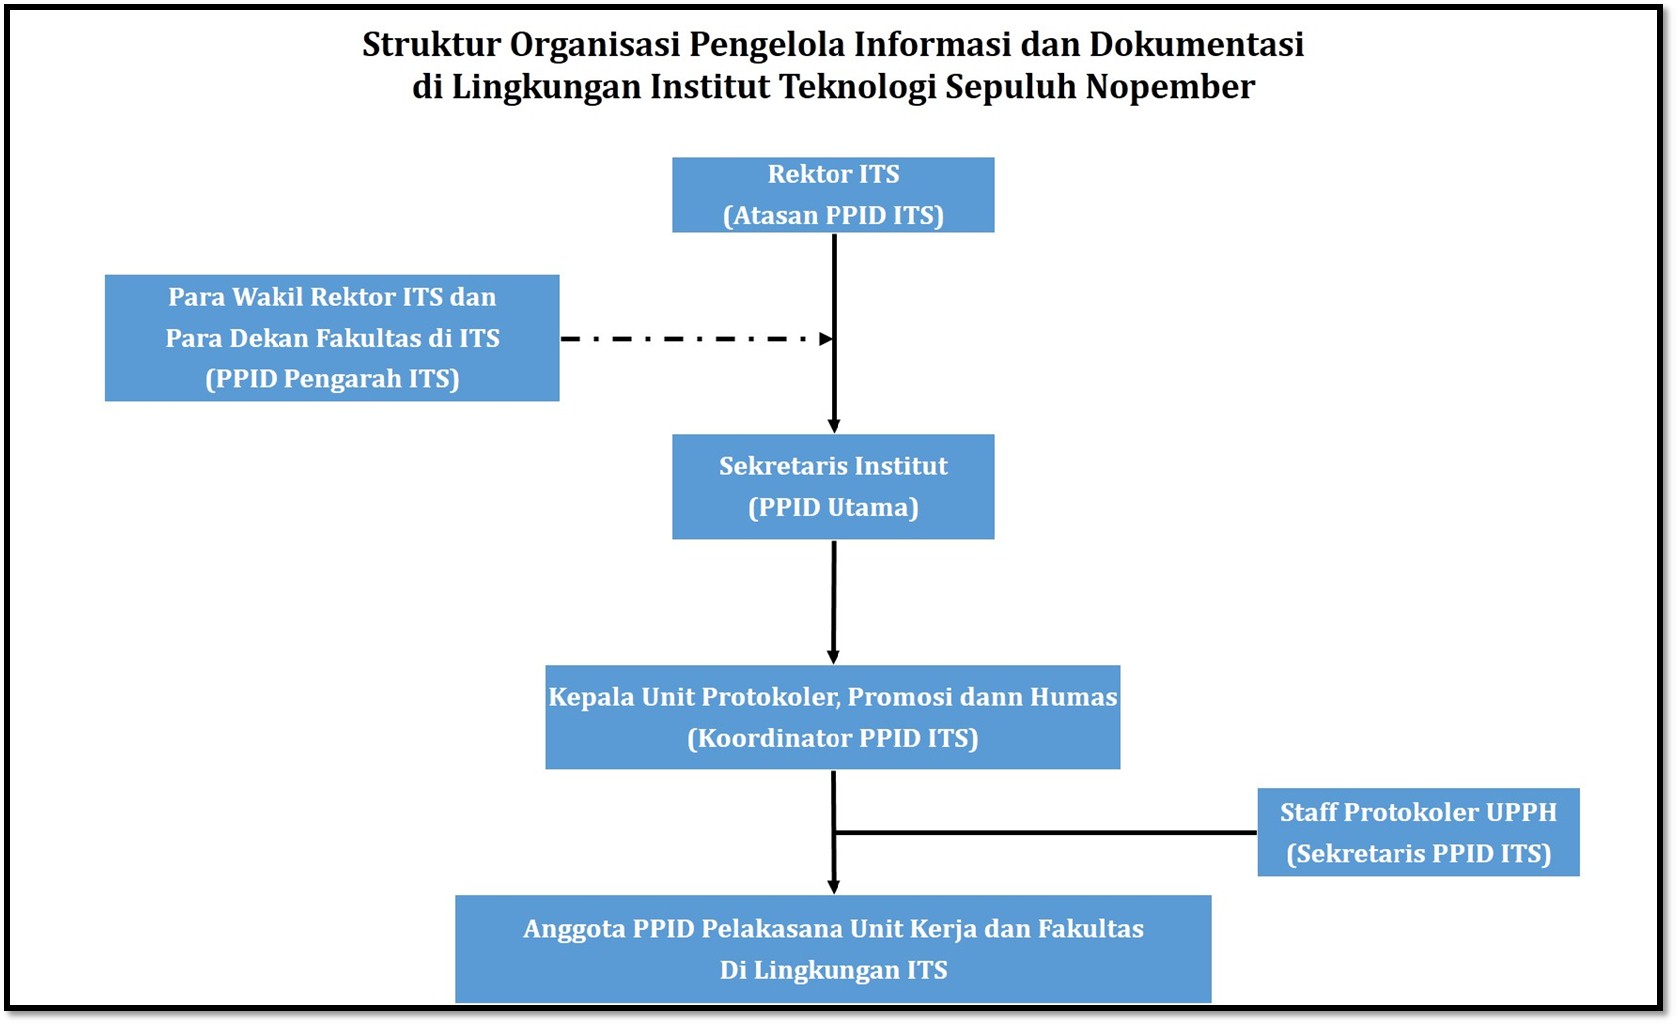 Struktur Organisasi Pengelola Informasi dan Dokumentasi
di Lingkungan Institut Teknologi Sepuluh Nopember
Rektor ITS
(Atasan PPID ITS)
Para Wakil Rektor ITS dan
Para Dekan Fakultas di ITS
(PPID Pengarah ITS)
Sekretaris Institut
(PPID Utama)
Kepala Unit Protokoler, Promosi dann Humas
(Koordinator PPID ITS)
Staff Protokoler UPPH
(Sekretaris PPID ITS)
Anggota PPID Pelakasana Unit Kerja dan Fakultas
Di Lingkungan ITS